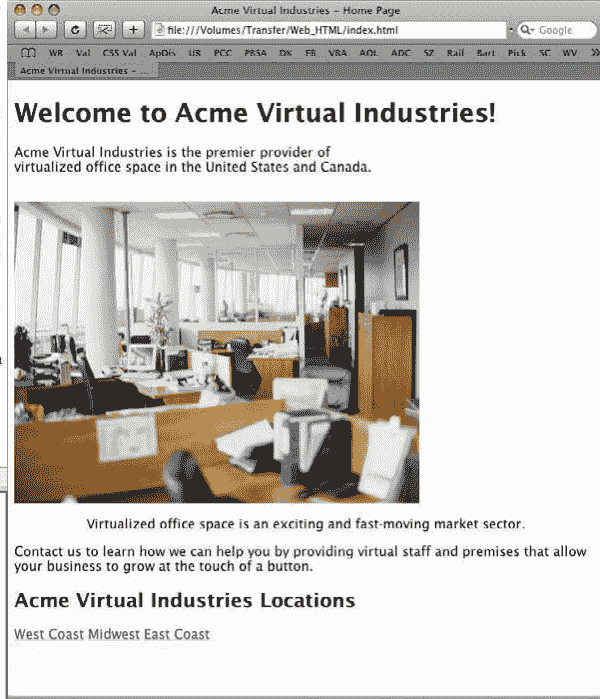 Acme Virtual Industries – Home Page
file:///Volumes/Transfer/Web_HTML/index.html
Google
WR Val CSS Val ApDis UB PCC PBSA DK FB VBA AOL ADC SZ Rail Bart Pick SC WV
Acme Virtual Industries – ...
Welcome to Acme Virtual Industries!
Acme Virtual Industries is the premier provider of
virtualized office space in the United States and Canada.
Virtualized office space is an exciting and fast-moving market sector.
Contact us to learn how we can help you by providing virtual staff and premises that allow
your business to grow at the touch of a button.
Acme Virtual Industries Locations
West Coast Midwest East Coast